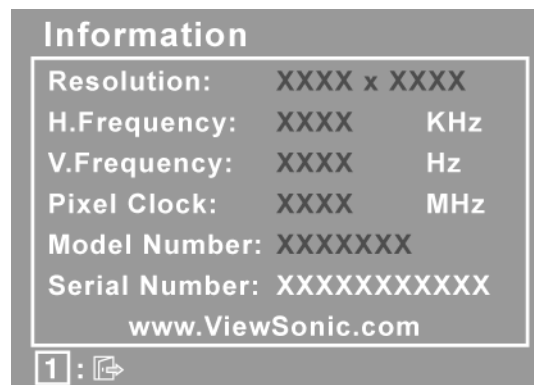 Information
Resolution: XXXX x XXXX
H.Frequency: XXXX KHz
V.Frequency: XXXX Hz
Pixel Clock: XXXX MHz
Model Number: XXXXXXX
Serial Number: XXXXXXXXXXX
www.ViewSonic.com
1 :